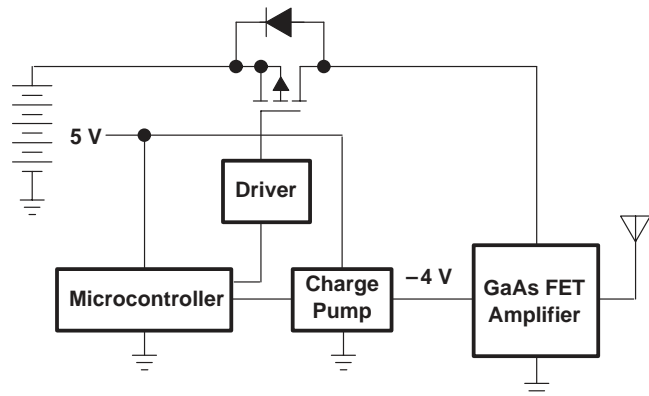 5 V
Driver
Microcontroller
Charge
Pump
–4 V
GaAs FET
Amplifier